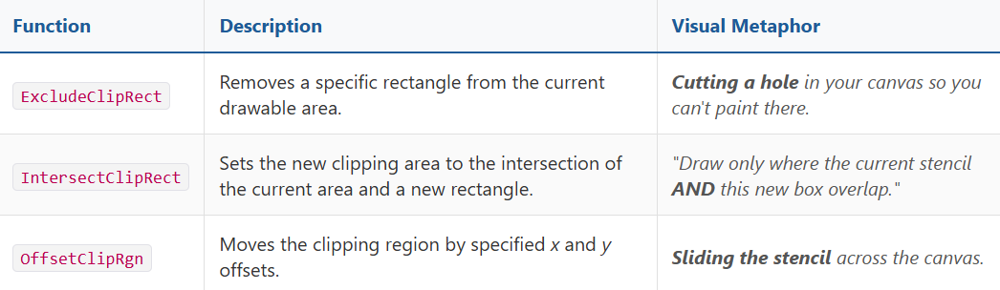 Function Description Visual Metaphor
ExcludeClipRect
Removes a specific rectangle from the current
drawable area.
Cutting a hole in your canvas so you
can't paint there.
IntersectClipRect
Sets the new clipping area to the intersection of
the current area and a new rectangle.
"Draw only where the current stencil
AND this new box overlap."
OffsetClipRgn
Moves the clipping region by specified x and y
offsets.
Sliding the stencil across the canvas.